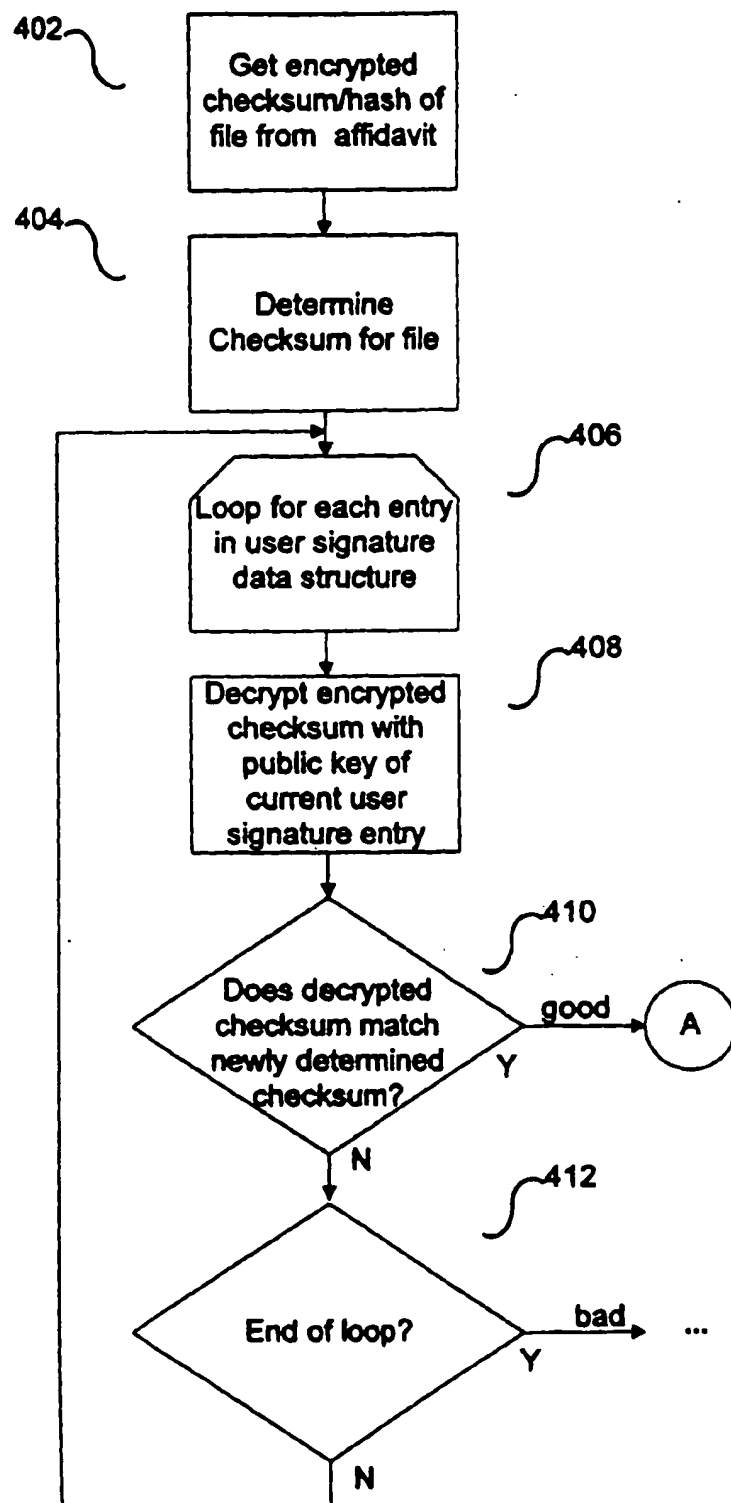 402
Get encrypted
checksum/hash of
file from affidavit
404
Determine
Checksum for file
406
Loop for each entry
in user signature
data structure
408
Decrypt encrypted
checksum with
public key of
current user
signature entry
410
Does decrypted
checksum match
newly determined
checksum?
good
Y
A
N
412
End of loop?
bad
Y
...
N